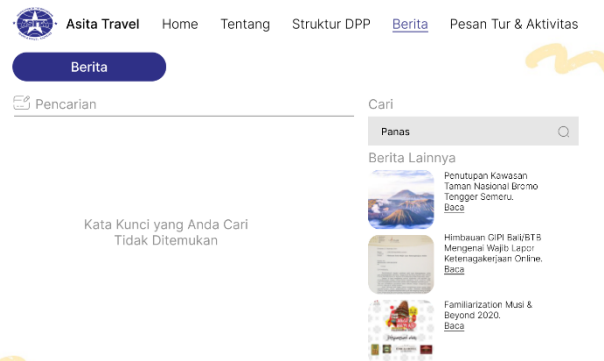 Asita Travel
Home
Tentang
Struktur DPP
Berita
Pesan Tur & Aktivitas
Berita
Pencarian
Kata Kunci yang Anda Cari
Tidak Ditemukan
Cari
Panas
Berita Lainnya
Penutupan Kawasan
Taman Nasional Bromo
Tengger Semeru.
Baca
Himbauan GIPI Bali/BTB
Mengenai Wajib Lapor
Ketenagakerjaan Online.
Baca
Familiarization Musi &
Beyond 2020.
Baca